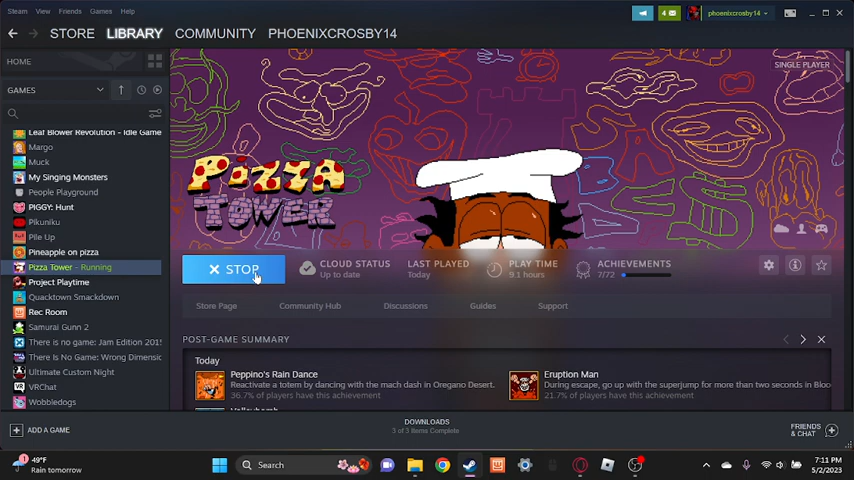 Steam View Friends Games Help
4
phoenixcrosby14
STORE LIBRARY COMMUNITY PHOENIXCROSBY14
HOME
SINGLE PLAYER
GAMES
Leaf Blower Revolution - Idle Game
Margo
Muck
My Singing Monsters
People Playground
PIGGY: Hunt
Pikuniku
Pile Up
Pineapple on pizza
Pizza Tower - Running
Project Playtime
Quacktown Smackdown
Rec Room
Samurai Gunn 2
There is no game: Jam Edition 2015
There Is No Game: Wrong Dimensio
Ultimate Custom Night
VRChat
Wobbledogs
PIZZA
TOWER
STOP
CLOUD STATUS
Up to date
LAST PLAYED
Today
PLAY TIME
9.1 hours
ACHIEVEMENTS
7/72
Store Page Community Hub Discussions Guides Support
POST-GAME SUMMARY
Today
Peppino's Rain Dance
Reactivate a totem by dancing with the mach dash in Oregano Desert.
36.7% of players have this achievement
Eruption Man
During escape, go up with the superjump for more than two seconds in Bloo
21.7% of players have this achievement
ADD A GAME
DOWNLOADS
3 of 3 Items Complete
FRIENDS
& CHAT
49°F
Rain tomorrow
Search
7:11 PM
5/2/2023